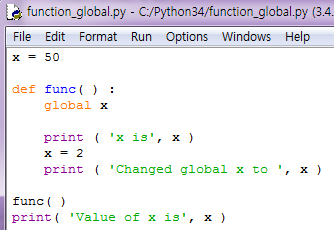 function_global.py - C:/Python34/function_global.py (3.4.
File Edit Format Run Options Windows Help
x = 50
def func( ) :
    global x
    print ( 'x is', x )
    x = 2
    print ( 'Changed global x to ', x )
func( )
print( 'Value of x is', x )